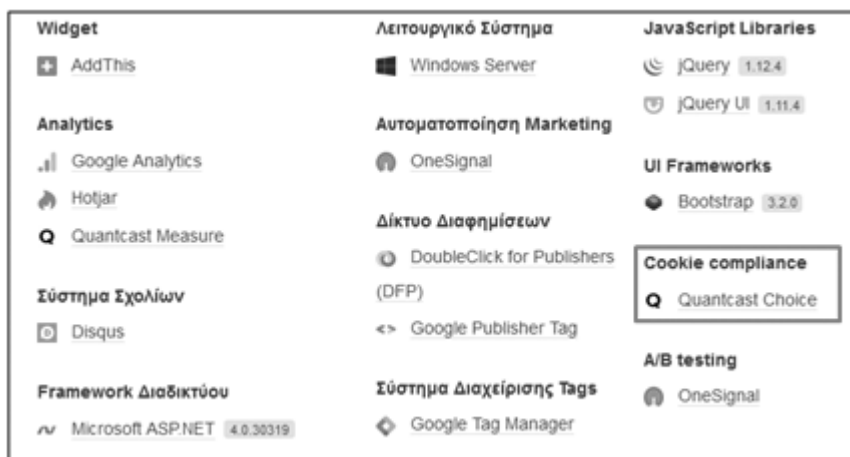 Widget
AddThis
Analytics
Google Analytics
Hotjar
Quantcast Measure
Σύστημα Σχολίων
Disqus
Framework Διαδικτύου
Microsoft ASP.NET 4.0.30319
Λειτουργικό Σύστημα
Windows Server
Αυτοματοποίηση Marketing
OneSignal
Δίκτυο Διαφημίσεων
DoubleClick for Publishers
(DFP)
Google Publisher Tag
Σύστημα Διαχείρισης Tags
Google Tag Manager
JavaScript Libraries
jQuery 1.12.4
jQuery UI 1.11.4
UI Frameworks
Bootstrap 3.2.0
Cookie compliance
Quantcast Choice
A/B testing
OneSignal